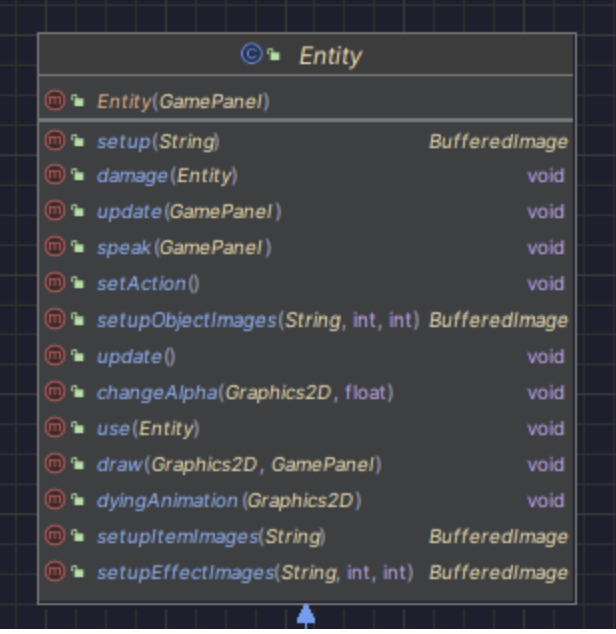 © Entity
m Entity(GamePanel)
m setup(String) BufferedImage
m damage(Entity) void
m update(GamePanel) void
m speak(GamePanel) void
m setAction() void
m setupObjectImages(String, int, int) BufferedImage
m update() void
m changeAlpha(Graphics2D, float) void
m use(Entity) void
m draw(Graphics2D, GamePanel) void
m dyingAnimation(Graphics2D) void
m setupItemImages(String) BufferedImage
m setupEffectImages(String, int, int) BufferedImage